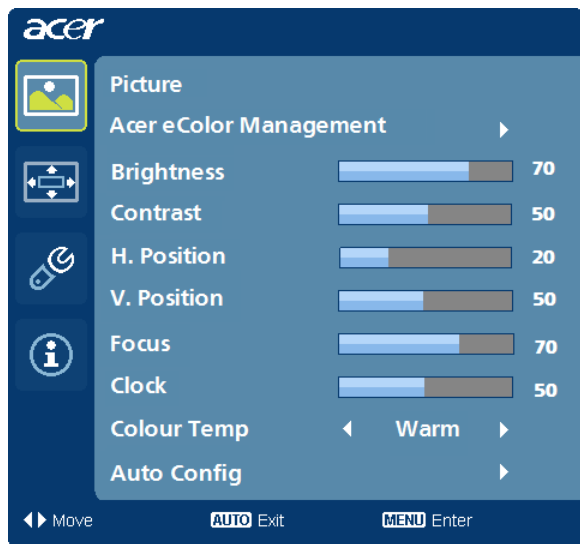 acer
Picture
Acer eColor Management
Brightness 70
Contrast 50
H. Position 20
V. Position 50
Focus 70
Clock 50
Colour Temp Warm
Auto Config
Move AUTO Exit MENU Enter